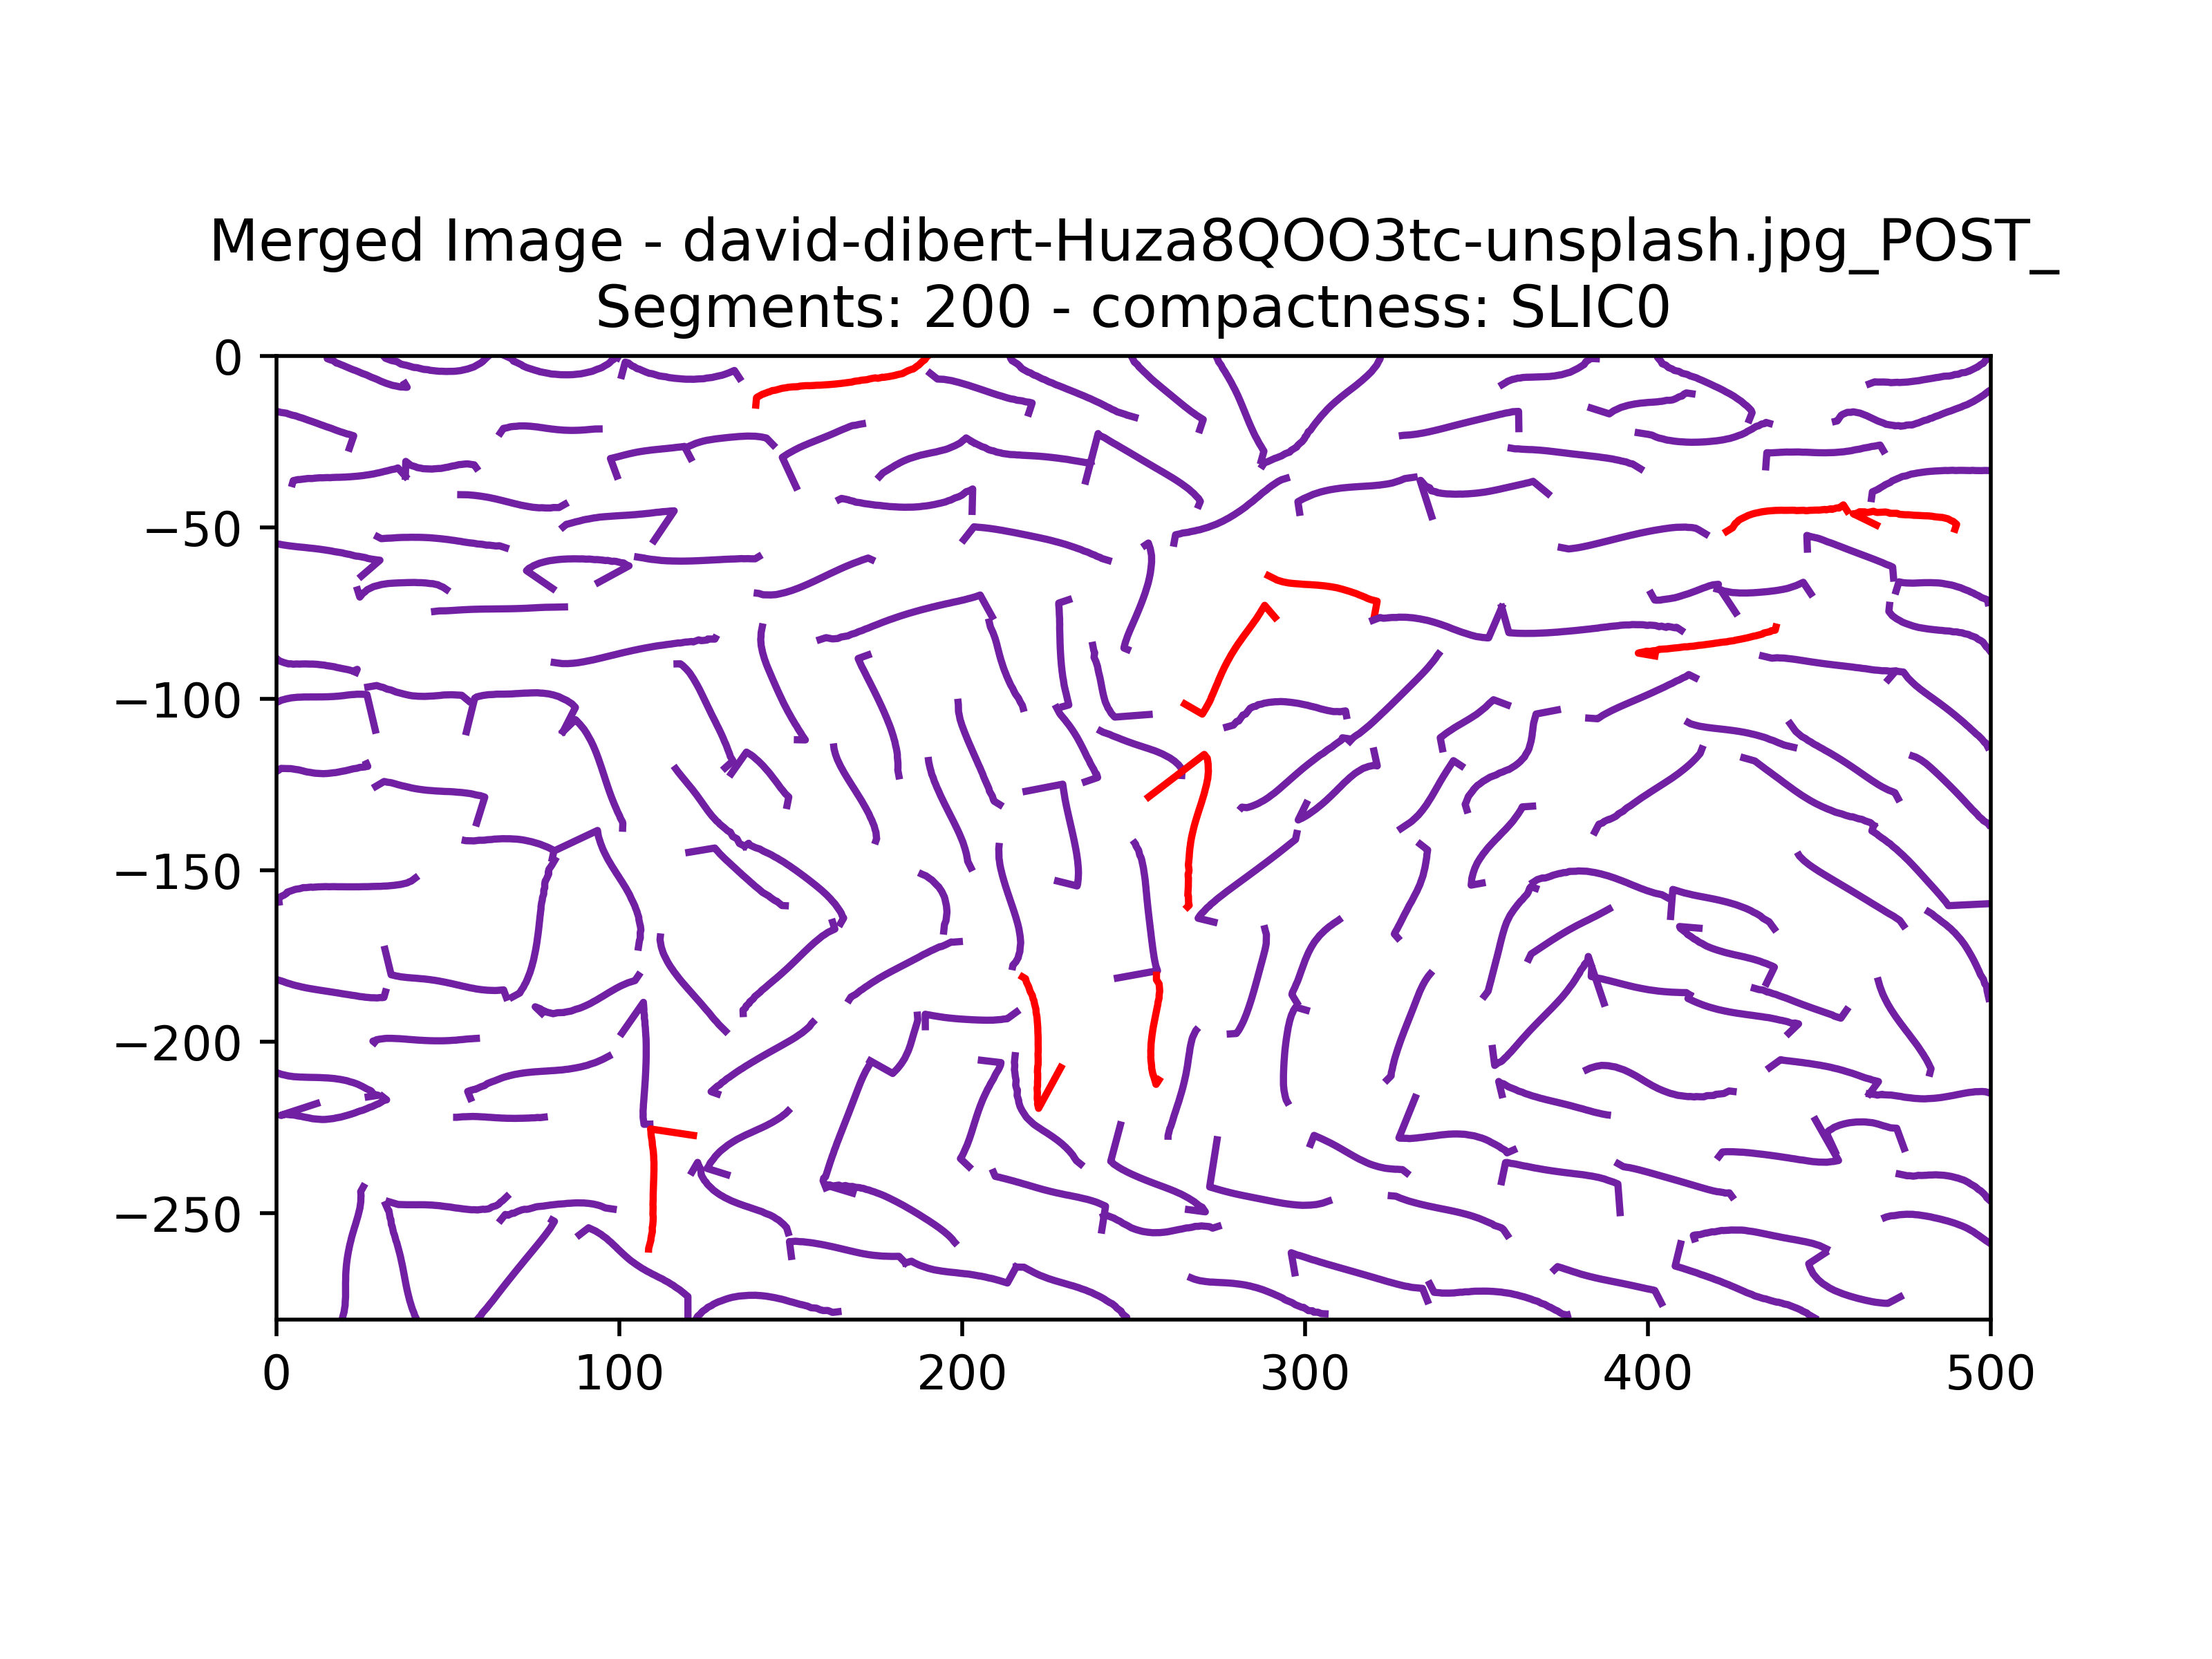 Merged Image - david-dibert-Huza8QOO3tc-unsplash.jpg_POST_
Segments: 200 - compactness: SLIC0
0
−50
−100
−150
−200
−250
0 100 200 300 400 500